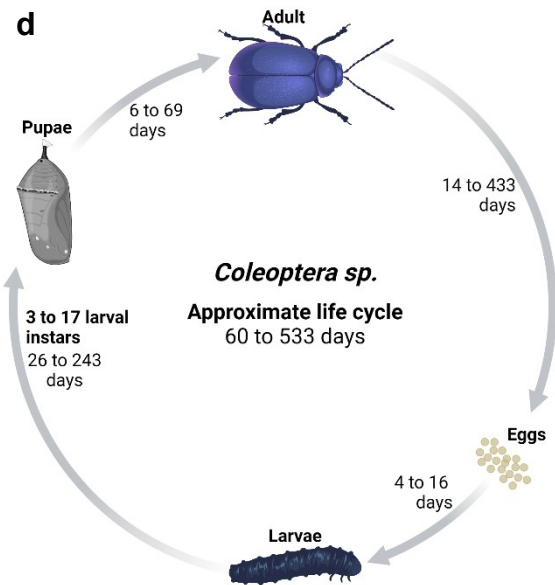 d
Adult
6 to 69
days
Pupae
14 to 433
days
Coleoptera sp.
Approximate life cycle
60 to 533 days
3 to 17 larval
instars
26 to 243
days
Eggs
4 to 16
days
Larvae